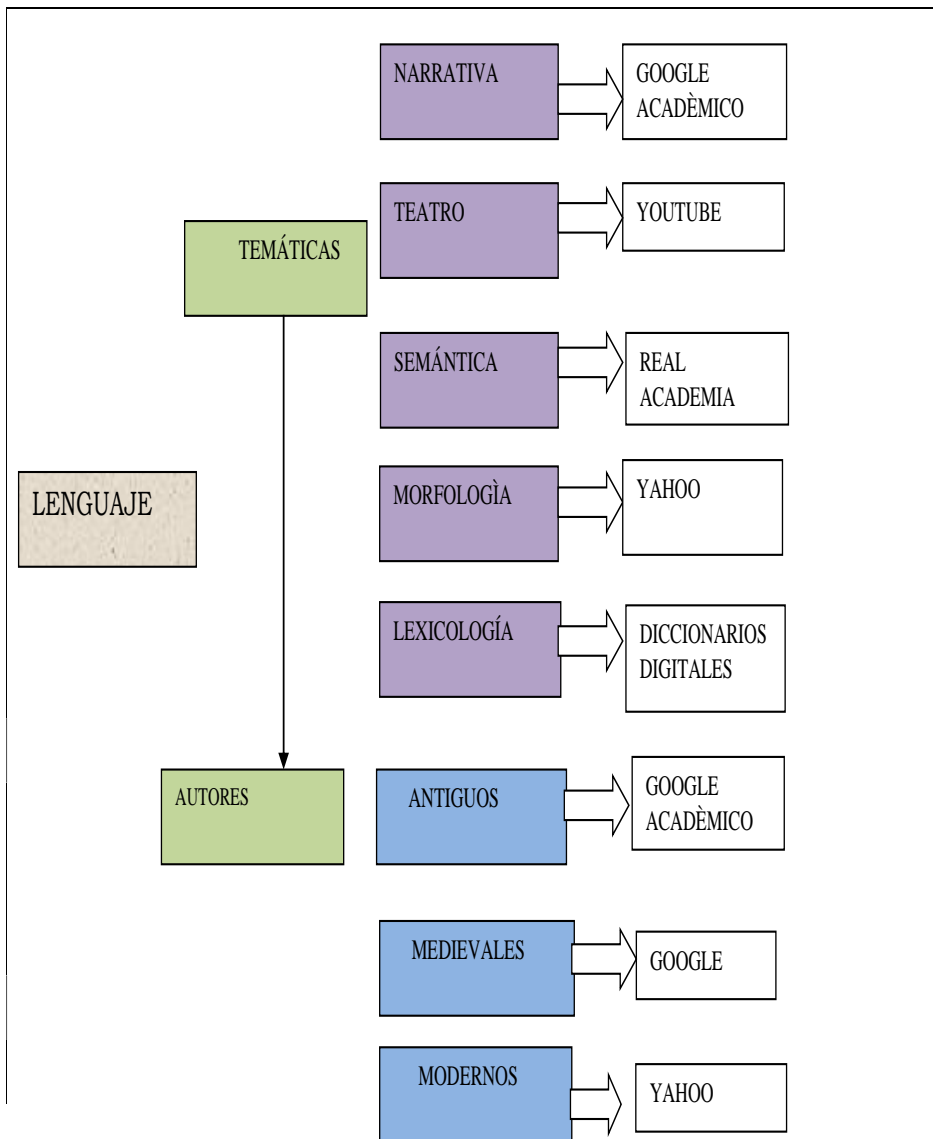 NARRATIVA
GOOGLE
ACADÈMICO
TEATRO
YOUTUBE
TEMÁTICAS
SEMÁNTICA
REAL
ACADEMIA
LENGUAJE
MORFOLOGÌA
YAHOO
LEXICOLOGÍA
DICCIONARIOS
DIGITALES
AUTORES
ANTIGUOS
GOOGLE
ACADÈMICO
MEDIEVALES
GOOGLE
MODERNOS
YAHOO